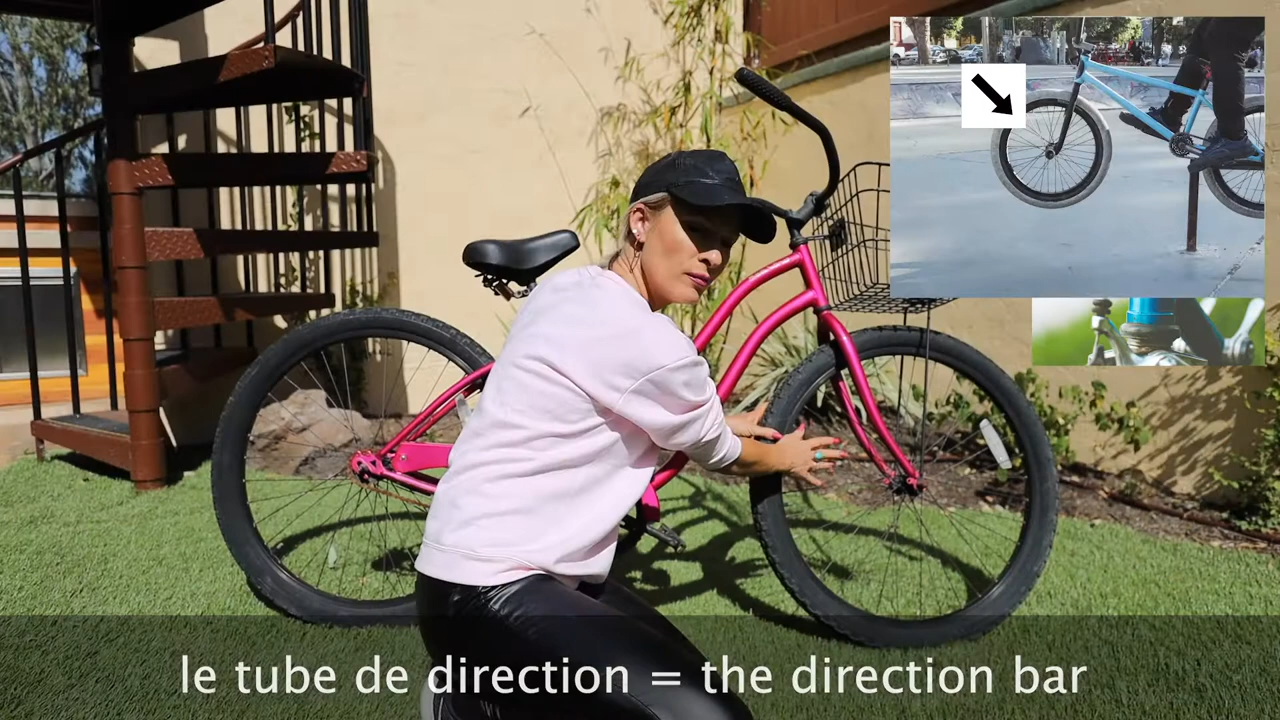 le tube de direction = the direction bar